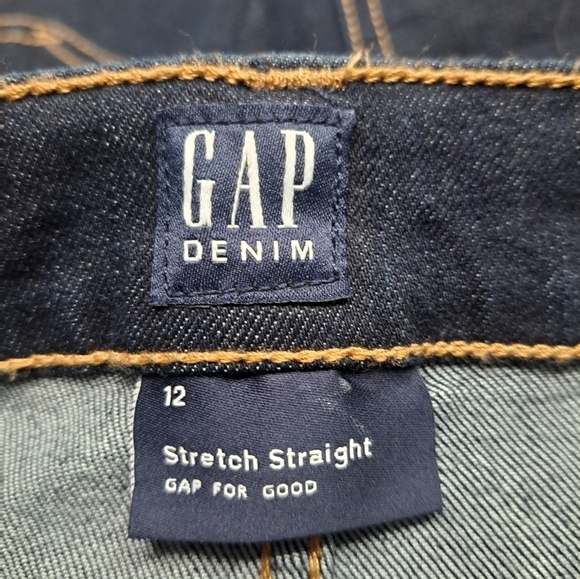 GAP
DENIM
12
Stretch Straight
GAP FOR GOOD